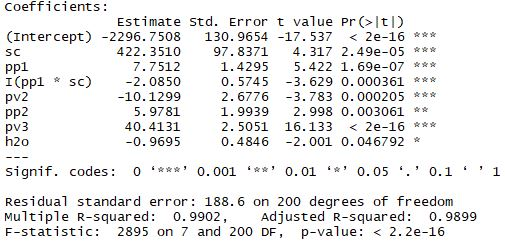 Coefficients:
Estimate Std. Error t value Pr(>|t|)
(Intercept) -2296.7508 130.9654 -17.537 < 2e-16 ***
sc 422.3510 97.8371 4.317 2.49e-05 ***
pp1 7.7512 1.4295 5.422 1.69e-07 ***
I(pp1 * sc) -2.0850 0.5745 -3.629 0.000361 ***
pv2 -10.1299 2.6776 -3.783 0.000205 ***
pp2 5.9781 1.9939 2.998 0.003061 **
pv3 40.4131 2.5051 16.133 < 2e-16 ***
h2o -0.9695 0.4846 -2.001 0.046792 *
---
Signif. codes: 0 ‘***’ 0.001 ‘**’ 0.01 ‘*’ 0.05 ‘.’ 0.1 ‘ ’ 1
Residual standard error: 188.6 on 200 degrees of freedom
Multiple R-squared: 0.9902, Adjusted R-squared: 0.9899
F-statistic: 2895 on 7 and 200 DF, p-value: < 2.2e-16